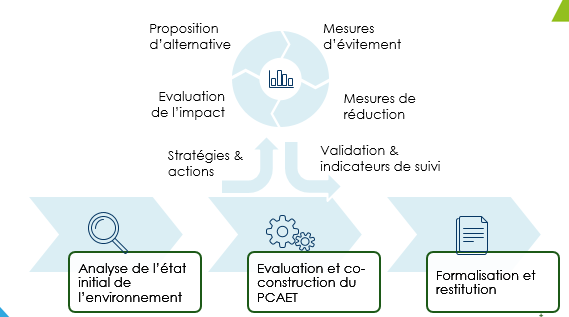 Proposition
d'alternative
Mesures
d'évitement
Evaluation
de l'impact
Mesures de
réduction
Stratégies &
actions
Validation &
indicateurs de suivi
Analyse de l'état
initial de
l'environnement
Evaluation et co-
construction du
PCAET
Formalisation et
restitution